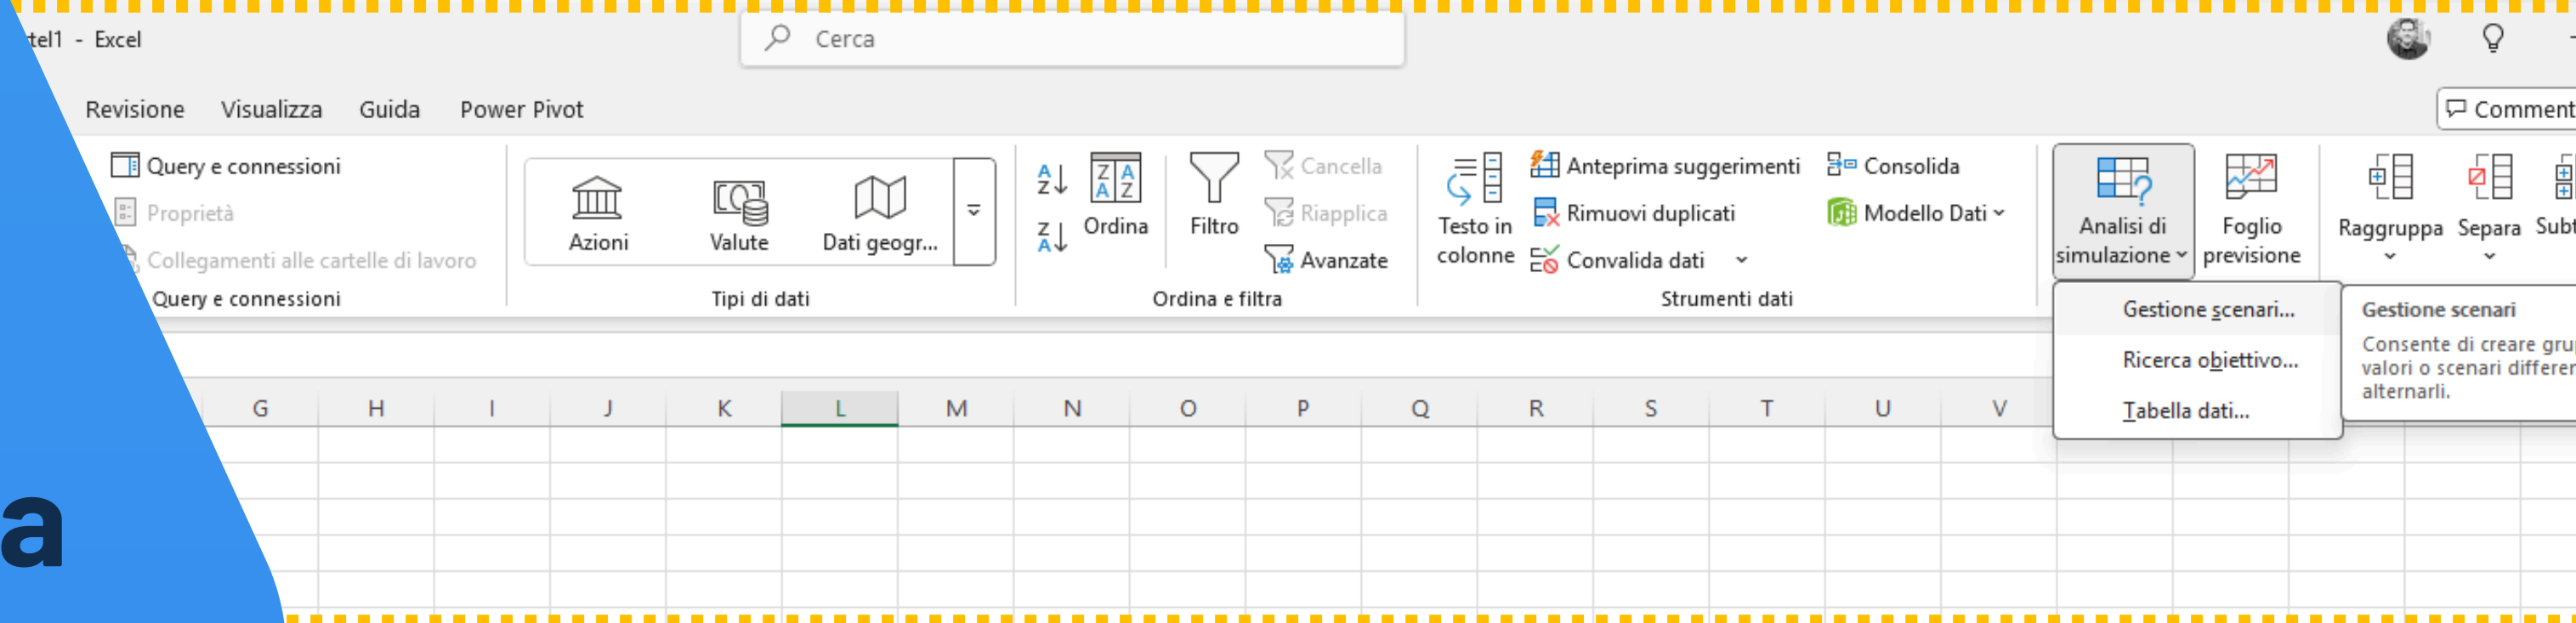 tel1 - Excel
Cerca
Revisione Visualizza Guida Power Pivot
Comment
Query e connessioni
Proprietà
Collegamenti alle cartelle di lavoro
Query e connessioni
Azioni Valute Dati geogr...
Tipi di dati
Ordina
Filtro
Cancella
Riapplica
Avanzate
Ordina e filtra
Testo in
colonne
Anteprima suggerimenti
Rimuovi duplicati
Convalida dati
Consolida
Modello Dati
Strumenti dati
Analisi di
simulazione
Foglio
previsione
Raggruppa Separa Subt
Gestione scenari...
Ricerca obiettivo...
Tabella dati...
Gestione scenari
Consente di creare gru
valori o scenari differen
alternarli.
G H I J K L M N O P Q R S T U V
a